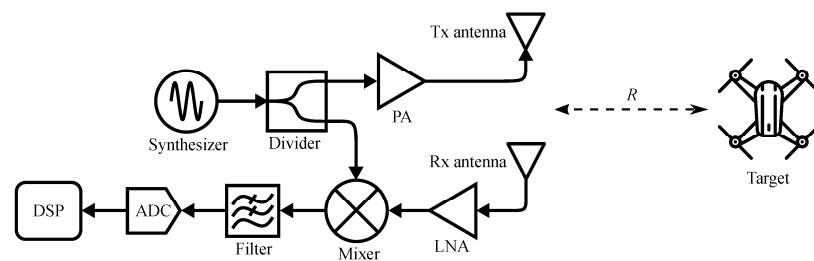 Tx antenna
Synthesizer
Divider
PA
R
Rx antenna
Target
DSP
ADC
Filter
Mixer
LNA